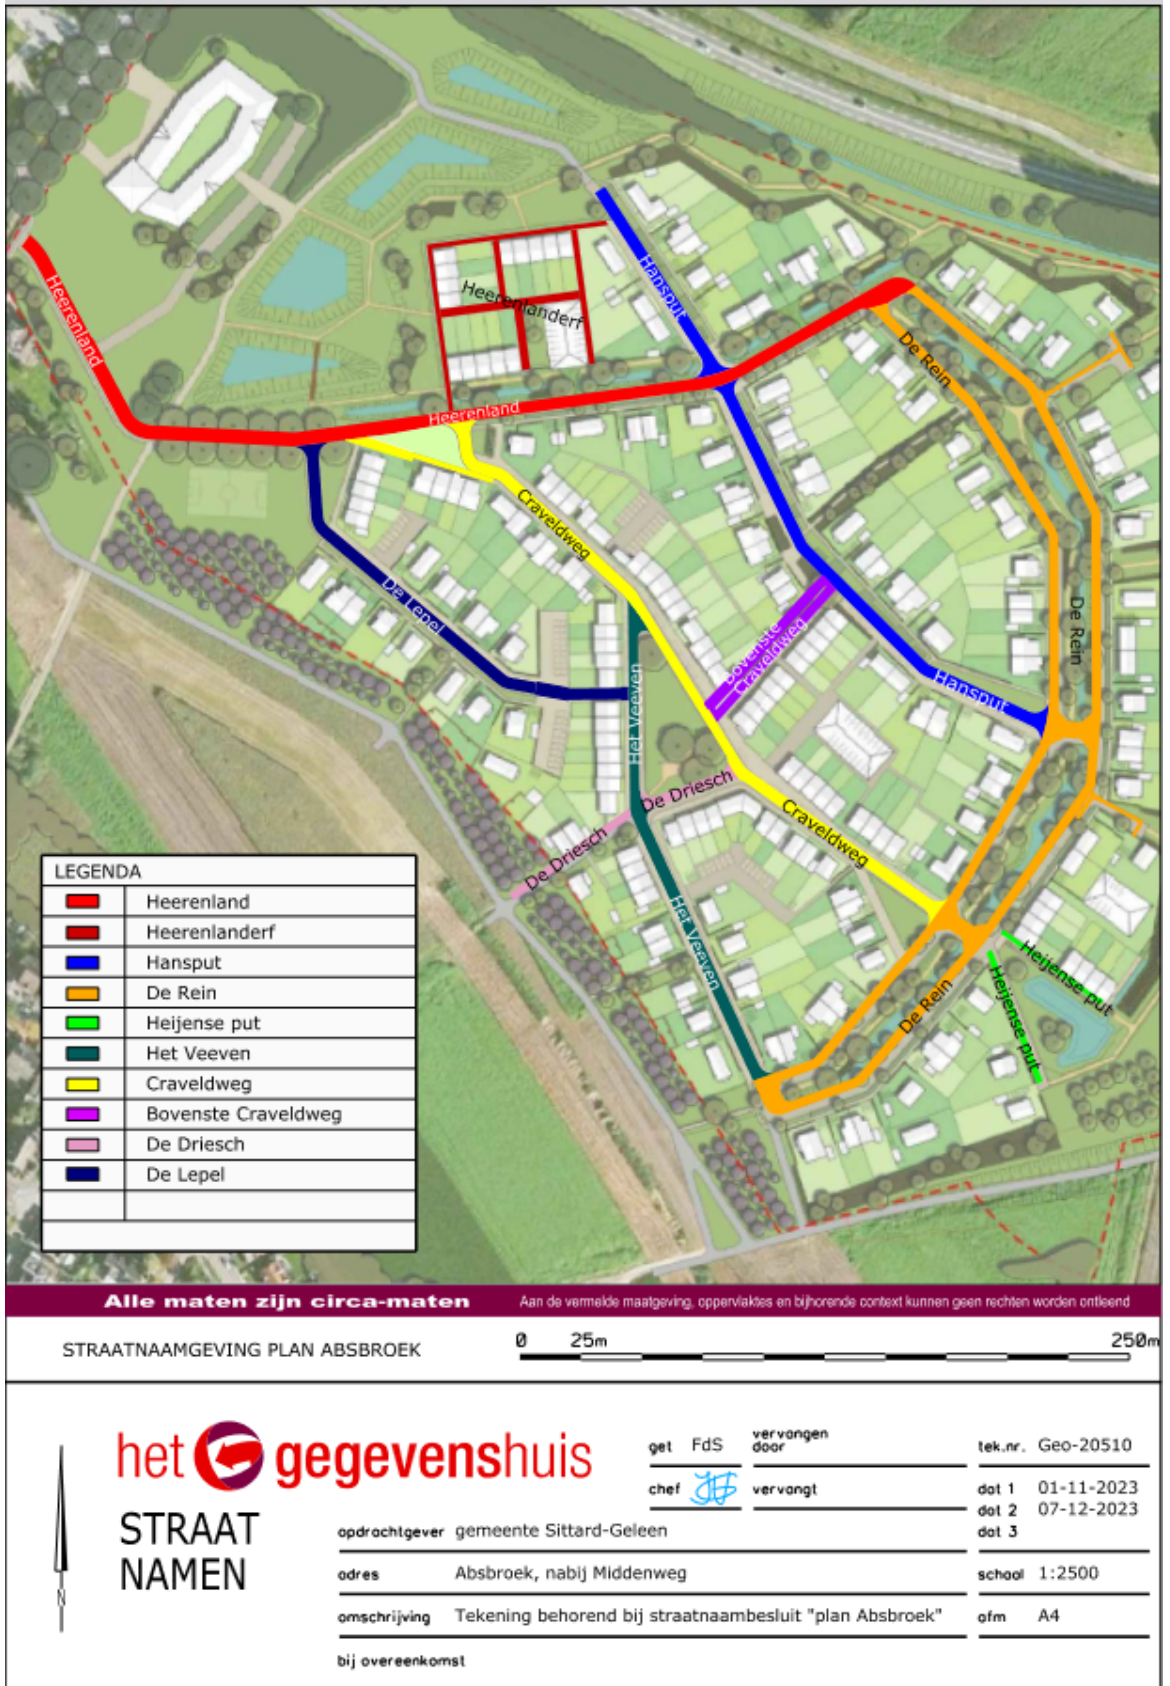 Heerenland
Hansput
Heerenlanderf
De Rein
Heerenland
Craveldweg
De Lepel
De Rein
Bovenste
Craveldweg
Het Veeven
Hansput
De Driesch
De Driesch
Craveldweg
Het Veeven
De Rein
Heijense put
Heijense put
LEGENDA
Heerenland
Heerenlanderf
Hansput
De Rein
Heijense put
Het Veeven
Craveldweg
Bovenste Craveldweg
De Driesch
De Lepel
Alle maten zijn circa-maten Aan de vermelde maatgeving, oppervlaktes en bijhorende context kunnen geen rechten worden ontleend
STRAATNAAMGEVING PLAN ABSBROEK 0 25m 250m
het gegevenshuis
STRAAT
NAMEN
N
get FdS vervangen door tek.nr. Geo-20510
chef vervangt dat 1 01-11-2023
dat 2 07-12-2023
opdrachtgever gemeente Sittard-Geleen dat 3
adres Absbroek, nabij Middenweg schaal 1:2500
omschrijving Tekening behorend bij straatnaambesluit "plan Absbroek" afm A4
bij overeenkomst